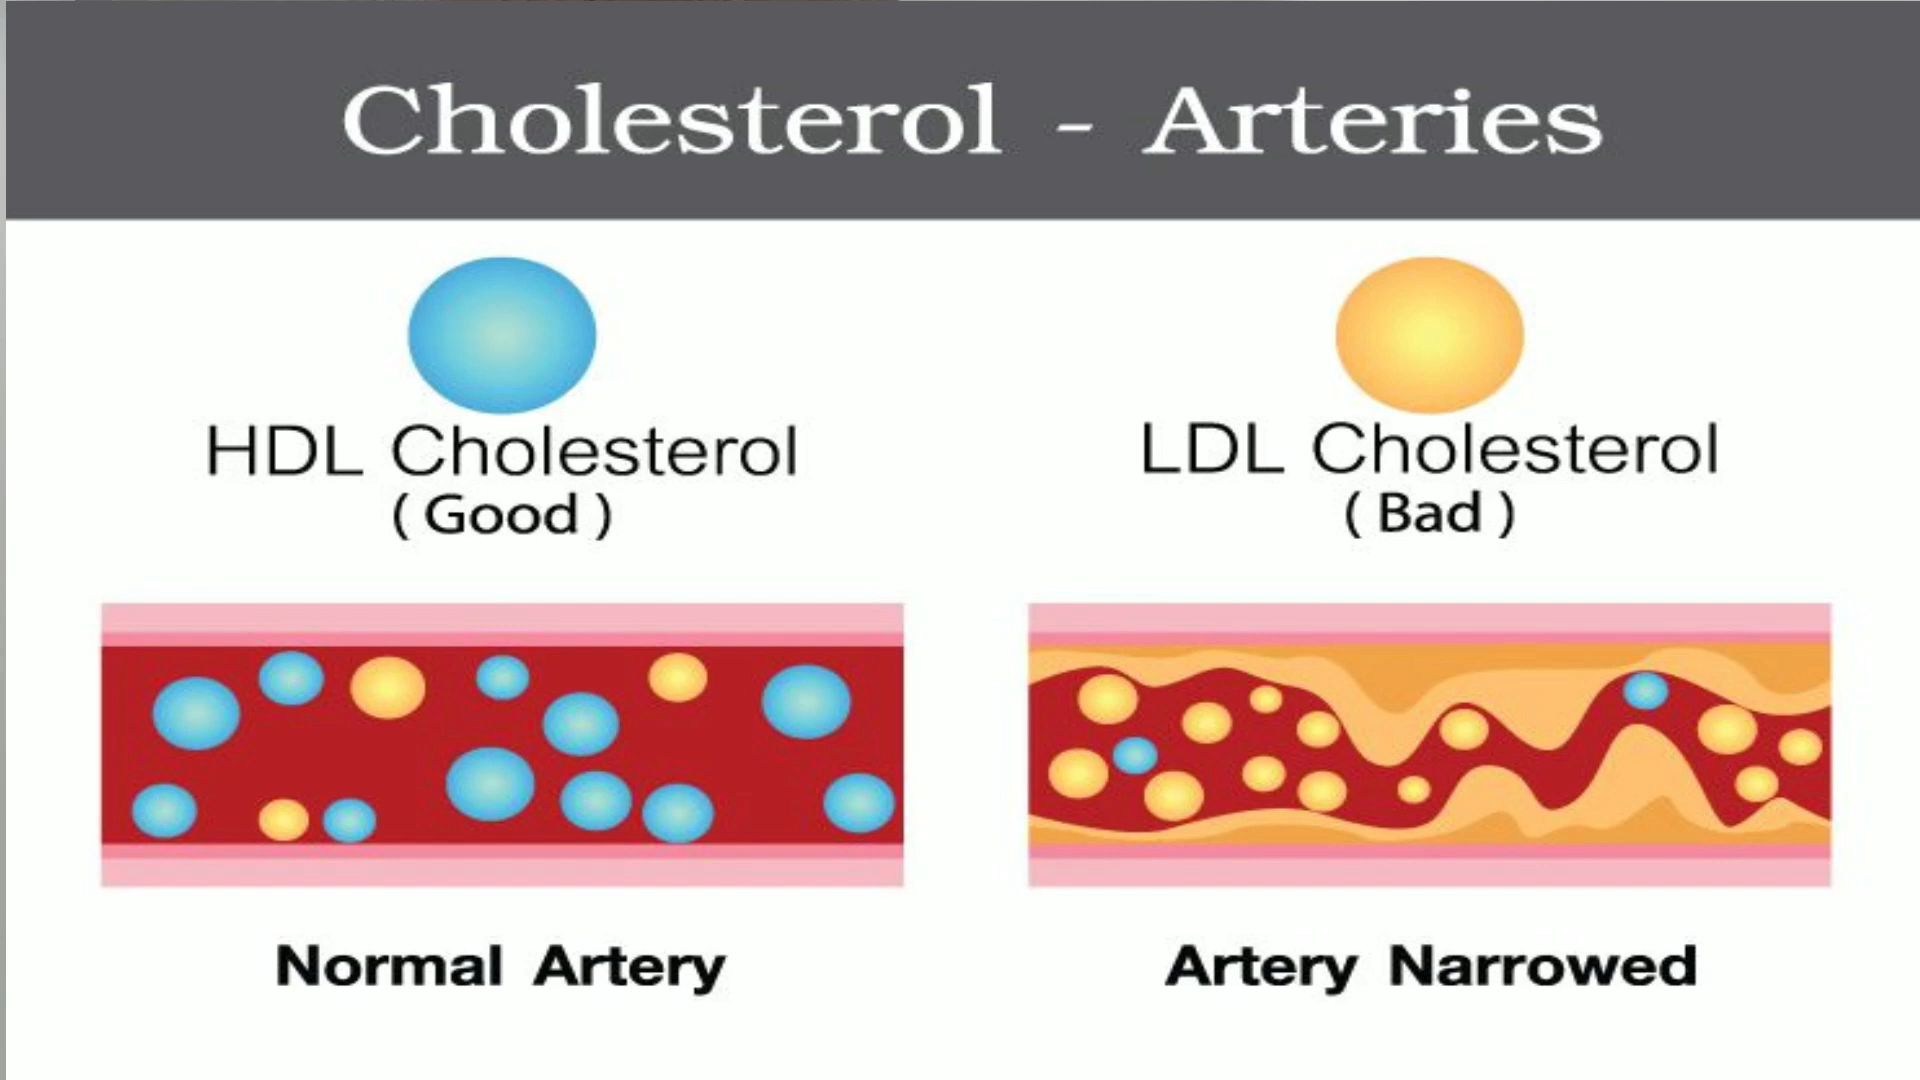 Cholesterol - Arteries
HDL Cholesterol
( Good )
LDL Cholesterol
( Bad )
Normal Artery
Artery Narrowed